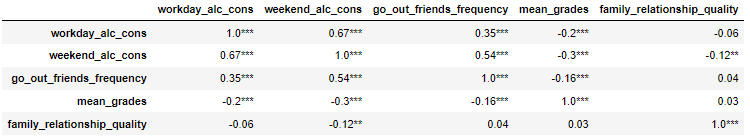 workday_alc_cons weekend_alc_cons go_out_friends_frequency mean_grades family_relationship_quality
workday_alc_cons 1.0*** 0.67*** 0.35*** -0.2*** -0.06
weekend_alc_cons 0.67*** 1.0*** 0.54*** -0.3*** -0.12**
go_out_friends_frequency 0.35*** 0.54*** 1.0*** -0.16*** 0.04
mean_grades -0.2*** -0.3*** -0.16*** 1.0*** 0.03
family_relationship_quality -0.06 -0.12** 0.04 0.03 1.0***